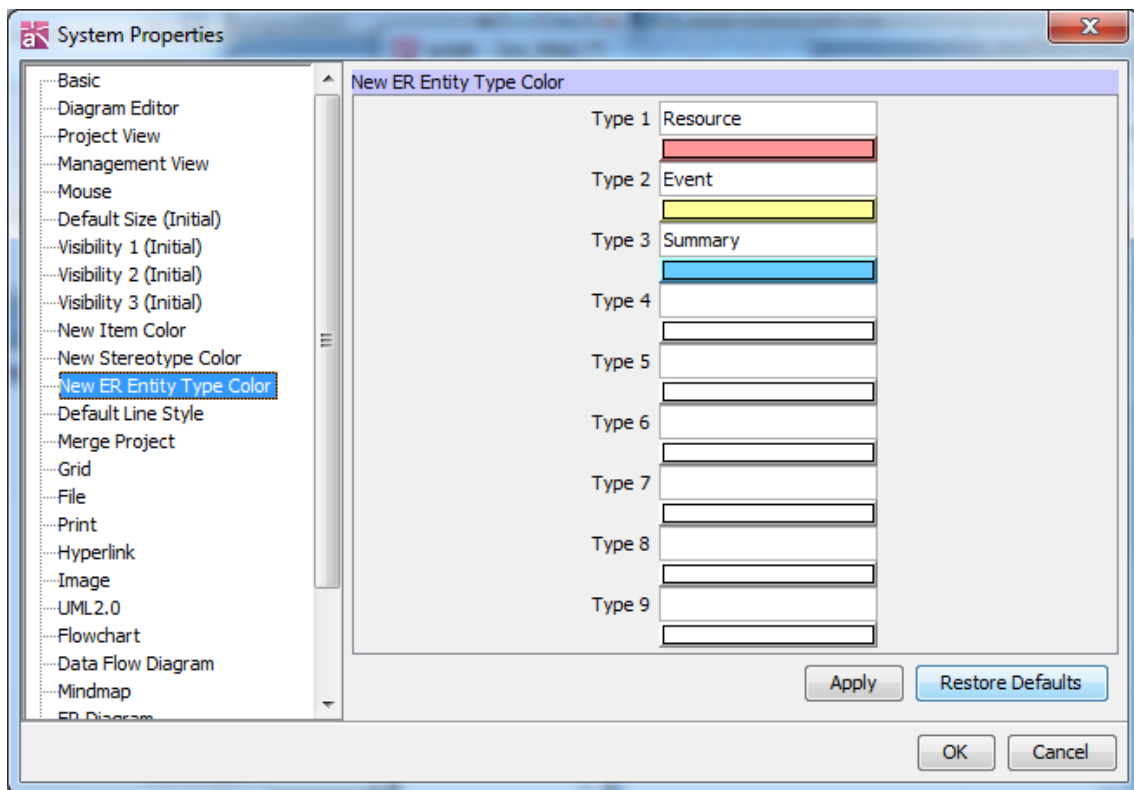 System Properties
Basic
Diagram Editor
Project View
Management View
Mouse
Default Size (Initial)
Visibility 1 (Initial)
Visibility 2 (Initial)
Visibility 3 (Initial)
New Item Color
New Stereotype Color
New ER Entity Type Color
Default Line Style
Merge Project
Grid
File
Print
Hyperlink
Image
UML2.0
Flowchart
Data Flow Diagram
Mindmap
ER Diagram
New ER Entity Type Color
Type 1 Resource
Type 2 Event
Type 3 Summary
Type 4
Type 5
Type 6
Type 7
Type 8
Type 9
Apply Restore Defaults
OK Cancel